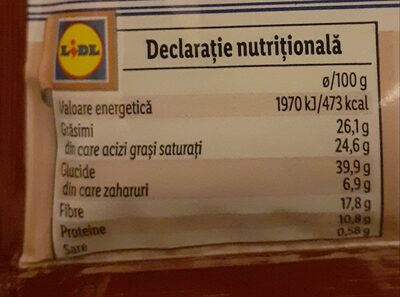 LIDL
Declarație nutrițională
ø/100 g
Valoare energetică 1970 kJ/473 kcal
Grăsimi 26,1 g
din care acizi grași saturați 24,6 g
Glucide 39,9 g
din care zaharuri 6,9 g
Fibre 17,8 g
Proteine 10,8 g
Sare 0,58 g